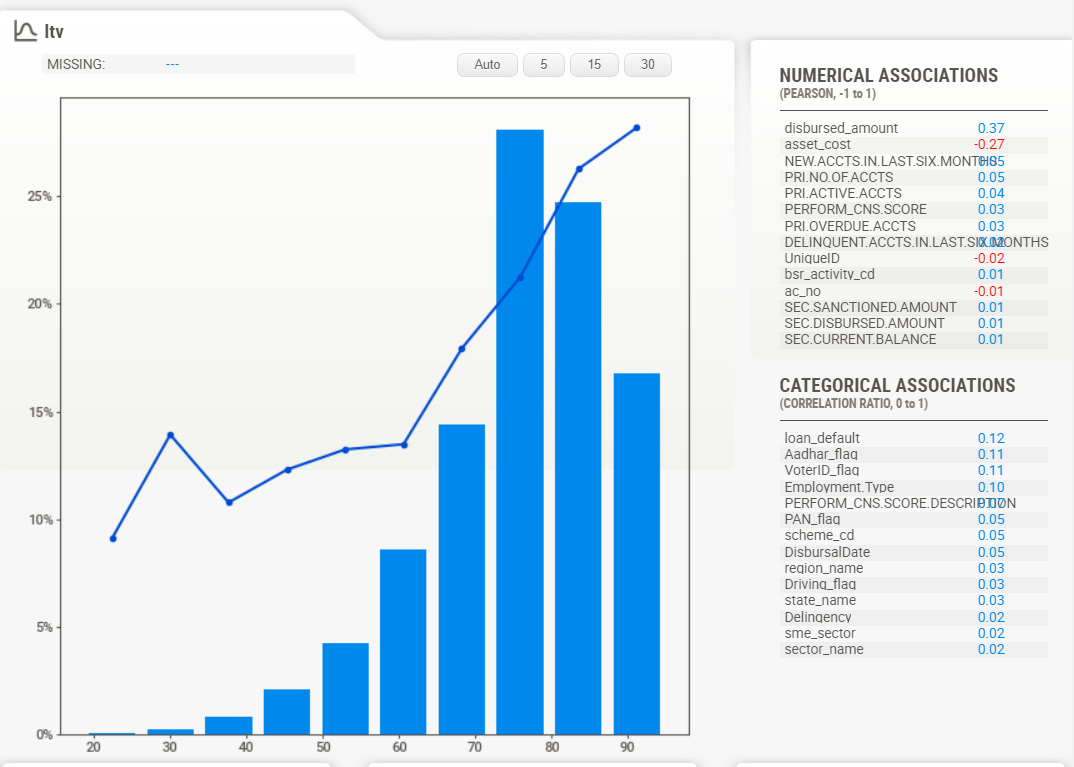 ltv
MISSING: ---
Auto 5 15 30
25%
20%
15%
10%
5%
0%
20 30 40 50 60 70 80 90
NUMERICAL ASSOCIATIONS
(PEARSON, -1 to 1)
disbursed_amount 0.37
asset_cost -0.27
NEW.ACCTS.IN.LAST.SIX.MONTHS 0.05
PRI.NO.OF.ACCTS 0.05
PRI.ACTIVE.ACCTS 0.04
PERFORM_CNS.SCORE 0.03
PRI.OVERDUE.ACCTS 0.03
DELINQUENT.ACCTS.IN.LAST.SIX.MONTHS 0.02
UniqueID -0.02
bsr_activity_cd 0.01
ac_no -0.01
SEC.SANCTIONED.AMOUNT 0.01
SEC.DISBURSED.AMOUNT 0.01
SEC.CURRENT.BALANCE 0.01
CATEGORICAL ASSOCIATIONS
(CORRELATION RATIO, 0 to 1)
loan_default 0.12
Aadhar_flag 0.11
VoterID_flag 0.11
Employment.Type 0.10
PERFORM_CNS.SCORE.DESCRIPTION 0.07
PAN_flag 0.05
scheme_cd 0.05
DisbursalDate 0.05
region_name 0.03
Driving_flag 0.03
state_name 0.03
Delinqency 0.02
sme_sector 0.02
sector_name 0.02